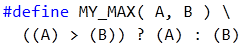 #define MY_MAX( A, B ) \
((A) > (B)) ? (A) : (B)